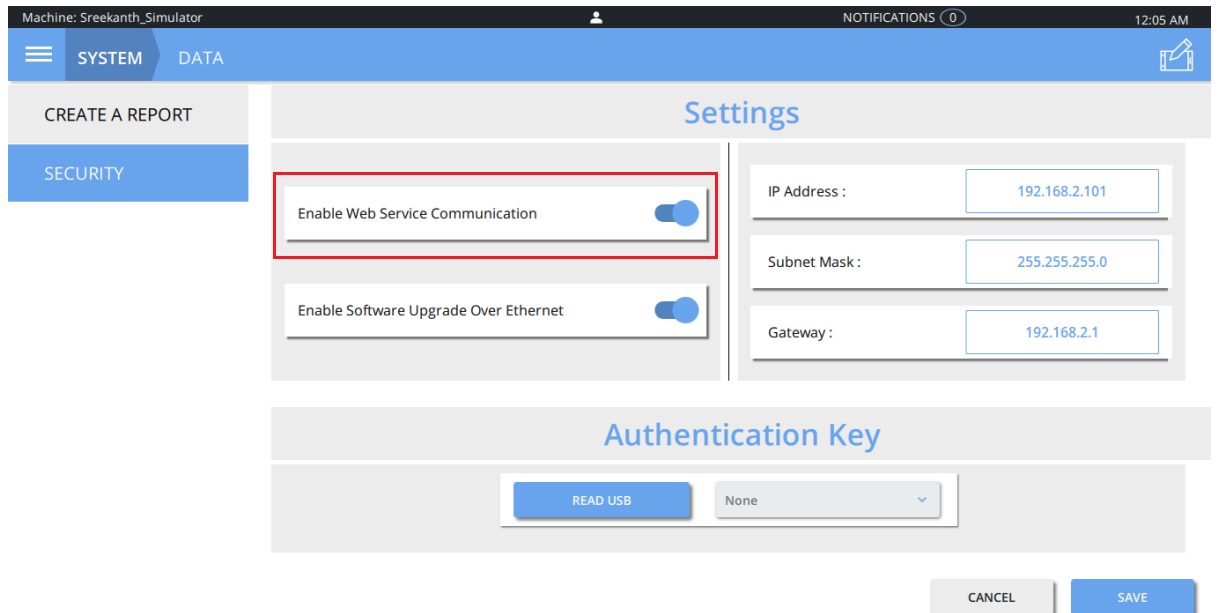 Machine: Sreekanth_Simulator NOTIFICATIONS 0 12:05 AM
SYSTEM DATA
CREATE A REPORT
SECURITY
Settings
Enable Web Service Communication
Enable Software Upgrade Over Ethernet
IP Address : 192.168.2.101
Subnet Mask : 255.255.255.0
Gateway : 192.168.2.1
Authentication Key
READ USB None
CANCEL SAVE